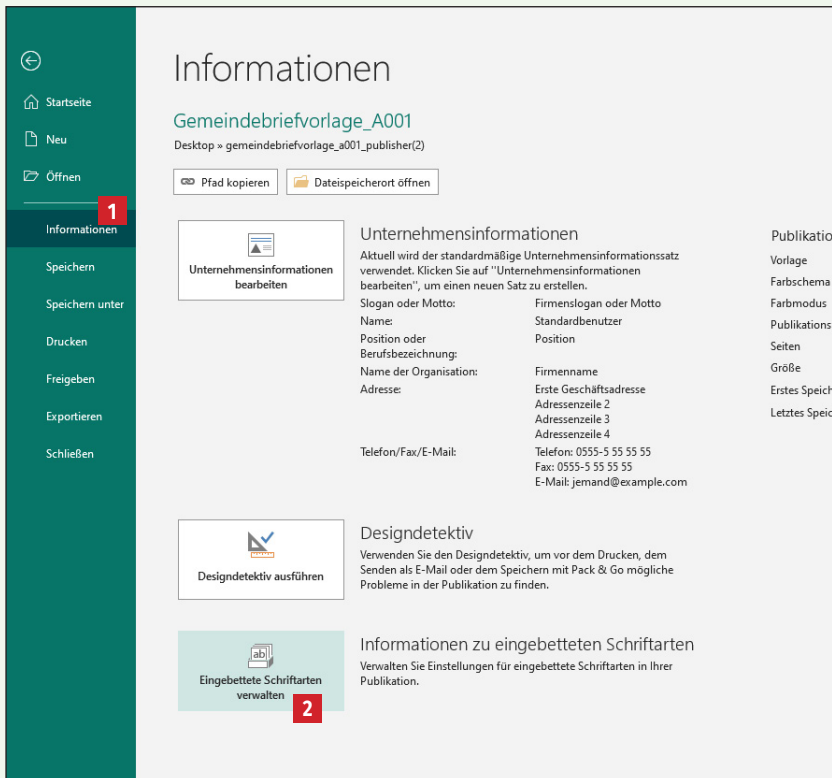 Startseite
Neu
Öffnen
1
Informationen
Speichern
Speichern unter
Drucken
Freigeben
Exportieren
Schließen
Informationen
Gemeindebriefvorlage_A001
Desktop » gemeindebriefvorlage_a001_publisher(2)
Pfad kopieren
Dateispeicherort öffnen
Unternehmensinformationen
bearbeiten
Unternehmensinformationen
Aktuell wird der standardmäßige Unternehmensinformationssatz
verwendet. Klicken Sie auf "Unternehmensinformationen
bearbeiten", um einen neuen Satz zu erstellen.
Slogan oder Motto: Firmenslogan oder Motto
Name: Standardbenutzer
Position oder Position
Berufsbezeichnung:
Name der Organisation: Firmenname
Adresse: Erste Geschäftsadresse
Adressenzeile 2
Adressenzeile 3
Adressenzeile 4
Telefon/Fax/E-Mail: Telefon: 0555-5 55 55 55
Fax: 0555-5 55 55 55
E-Mail: jemand@example.com
Designdetektiv ausführen
Designdetektiv
Verwenden Sie den Designdetektiv, um vor dem Drucken, dem
Senden als E-Mail oder dem Speichern mit Pack & Go mögliche
Probleme in der Publikation zu finden.
ab
Eingebettete Schriftarten
verwalten
2
Informationen zu eingebetteten Schriftarten
Verwalten Sie Einstellungen für eingebettete Schriftarten in Ihrer
Publikation.
Publikatio
Vorlage
Farbschema
Farbmodus
Publikations
Seiten
Größe
Erstes Speich
Letztes Speic